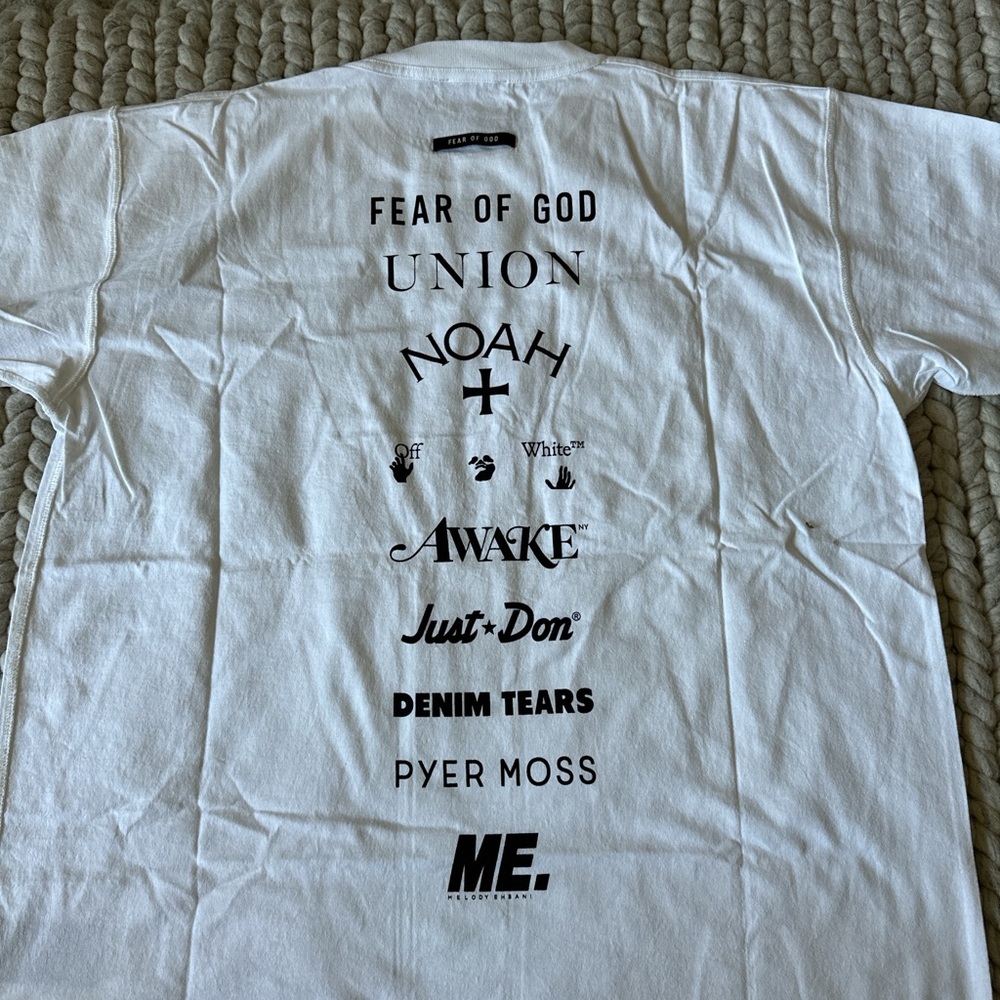 FEAR OF GOD
FEAR OF GOD
UNION
NOAH
Off White™
AWAKE NY
Just★Don®
DENIM TEARS
PYER MOSS
ME.
MELODY EHSANI